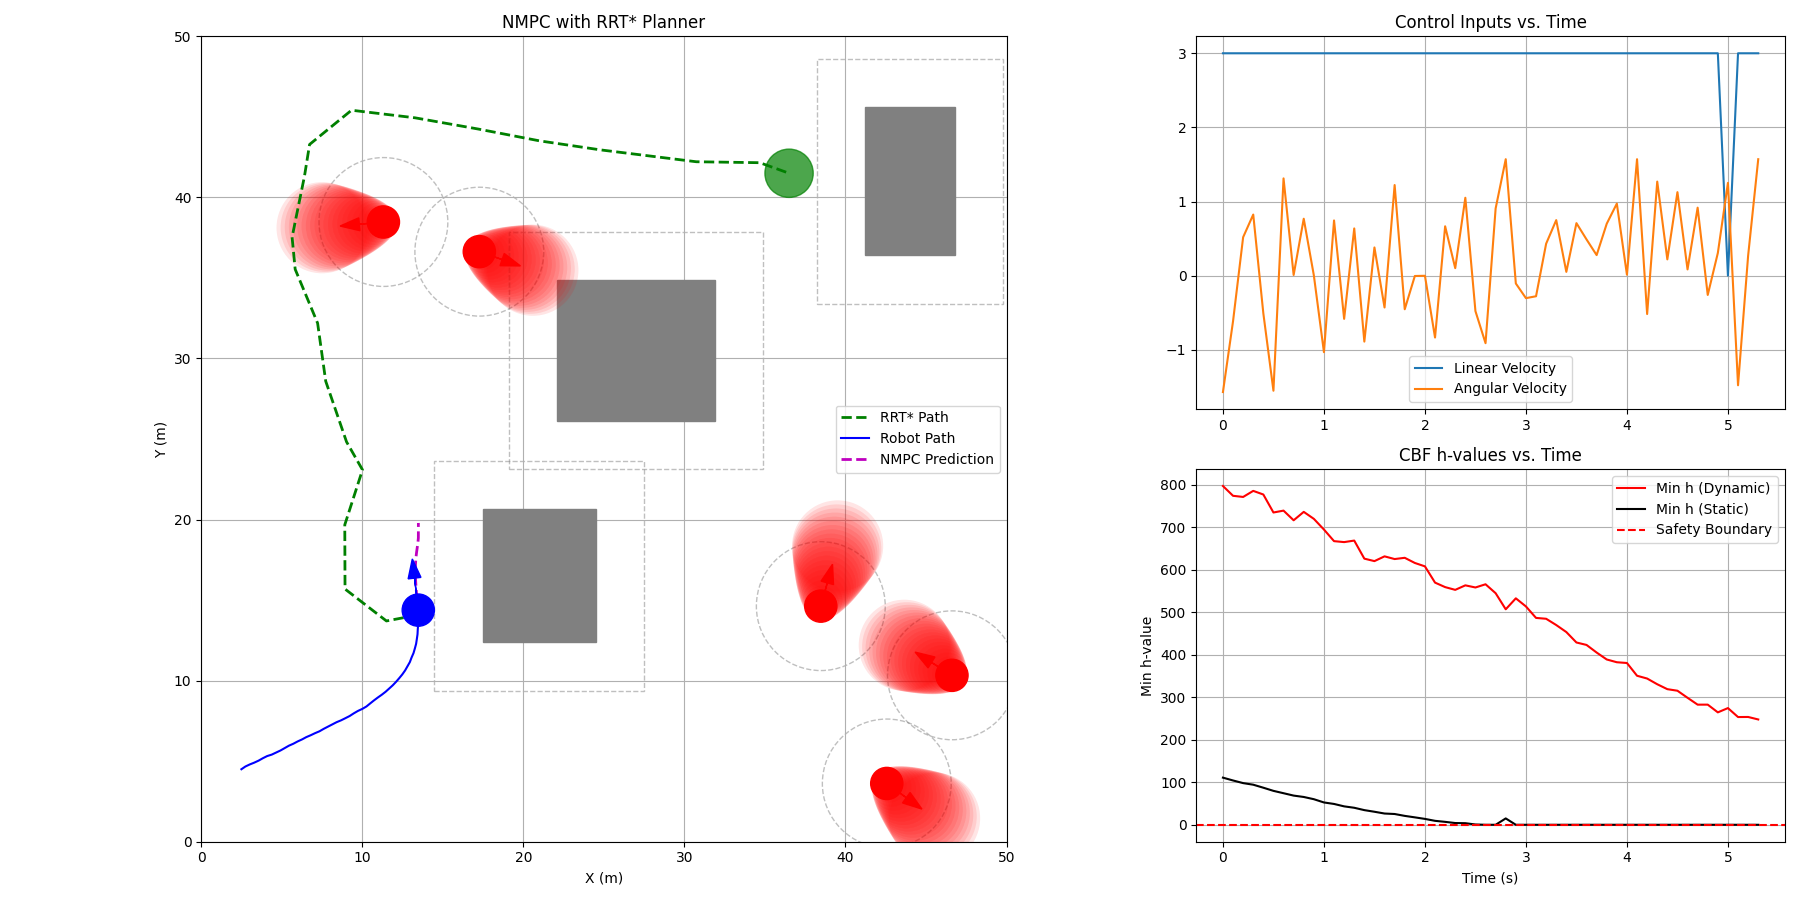 NMPC with RRT* Planner
50
40
30
20
10
0
Y (m)
0 10 20 30 40 50
X (m)
RRT* Path
Robot Path
NMPC Prediction
Control Inputs vs. Time
3
2
1
0
−1
0 1 2 3 4 5
Linear Velocity
Angular Velocity
CBF h-values vs. Time
800
700
600
500
400
300
200
100
0
Min h-value
0 1 2 3 4 5
Time (s)
Min h (Dynamic)
Min h (Static)
Safety Boundary